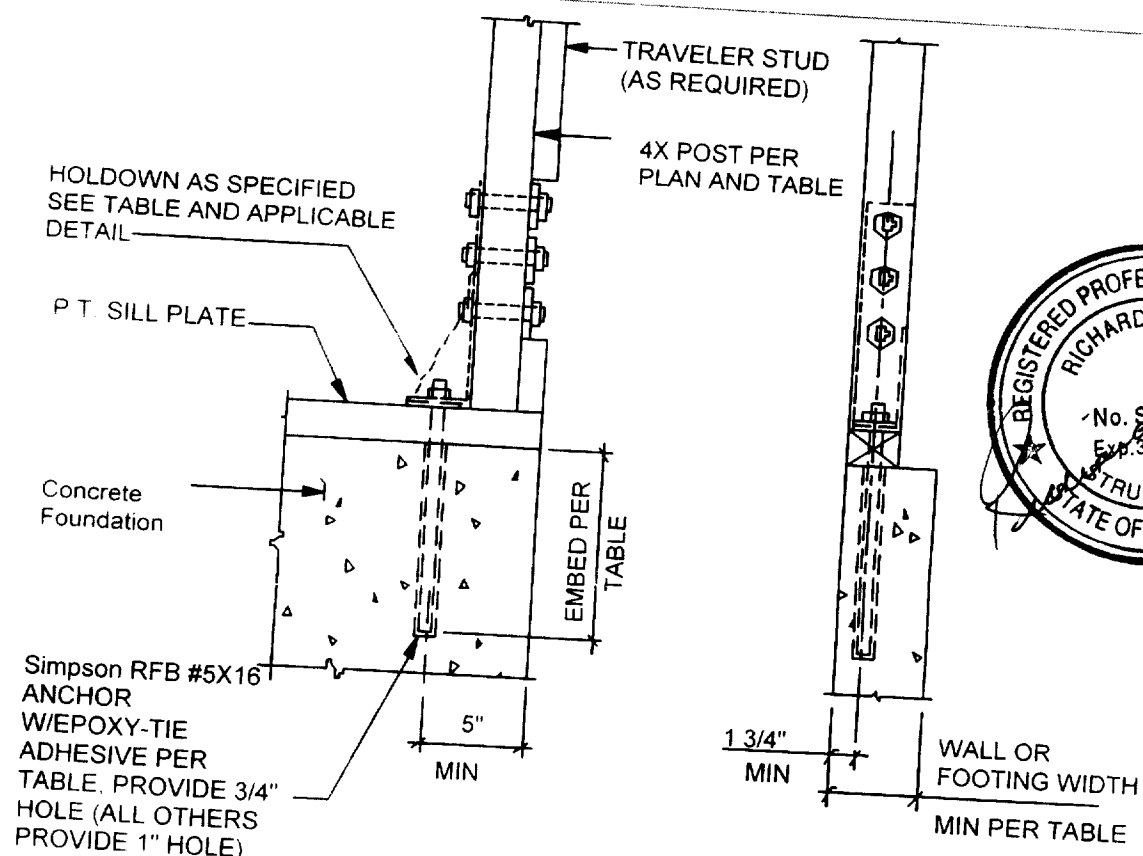 TRAVELER STUD
(AS REQUIRED)
4X POST PER
PLAN AND TABLE
HOLDOWN AS SPECIFIED
SEE TABLE AND APPLICABLE
DETAIL
P.T. SILL PLATE
Concrete
Foundation
EMBED PER
TABLE
Simpson RFB #5X16
ANCHOR
W/EPOXY-TIE
ADHESIVE PER
TABLE, PROVIDE 3/4"
HOLE (ALL OTHERS
PROVIDE 1" HOLE)
5"
MIN
1 3/4"
MIN
WALL OR
FOOTING WIDTH
MIN PER TABLE
REGISTERED
RICHARD
No.
STATE OF